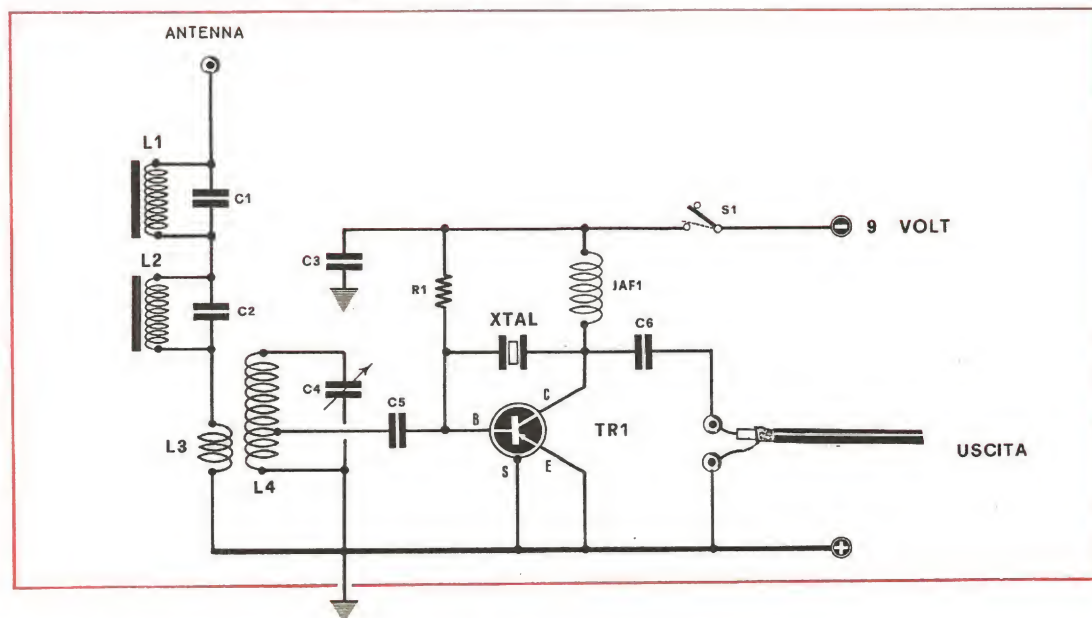 ANTENNA
L1
C1
L2
C2
L3
L4
C3
C4
C5
R1
XTAL
JAF1
C6
S1
9 VOLT
B
C
E
S
TR1
USCITA